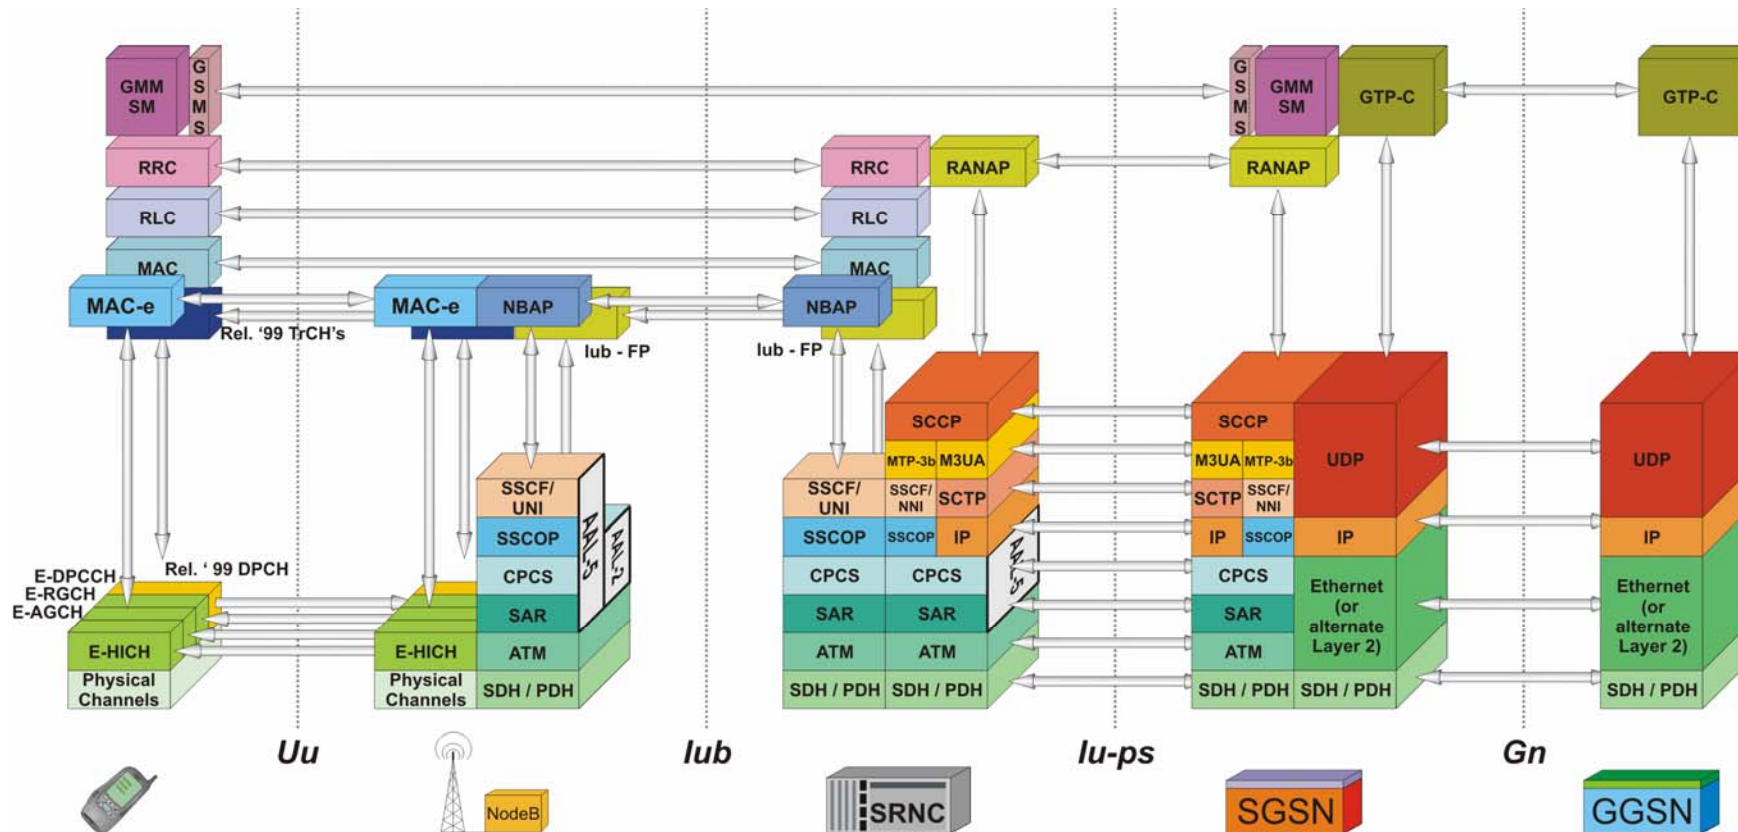 GMM
SM
GSMS
GSMS
GMM
SM
GTP-C
GTP-C
RRC
RRC
RANAP
RANAP
RLC
RLC
MAC
MAC
MAC-e
MAC-e
NBAP
NBAP
Rel. ‘99 TrCH’s
Iub - FP
Iub - FP
SCCP
SCCP
MTP-3b
M3UA
M3UA
MTP-3b
UDP
UDP
SSCF/
UNI
SSCF/
UNI
SSCF/
NNI
SCTP
SCTP
SSCF/
NNI
AAL-5
AAL-2
AAL-5
SSCOP
SSCOP
SSCOP
IP
IP
SSCOP
IP
IP
Rel. ‘ 99 DPCH
E-DPCCH
E-RGCH
E-AGCH
CPCS
CPCS
CPCS
CPCS
SAR
SAR
SAR
SAR
Ethernet
(or
alternate
Layer 2)
Ethernet
(or
alternate
Layer 2)
E-HICH
E-HICH
ATM
ATM
ATM
ATM
Physical
Channels
Physical
Channels
SDH / PDH
SDH / PDH
SDH / PDH
SDH / PDH
SDH / PDH
SDH / PDH
Uu
Iub
Iu-ps
Gn
NodeB
SRNC
SGSN
GGSN